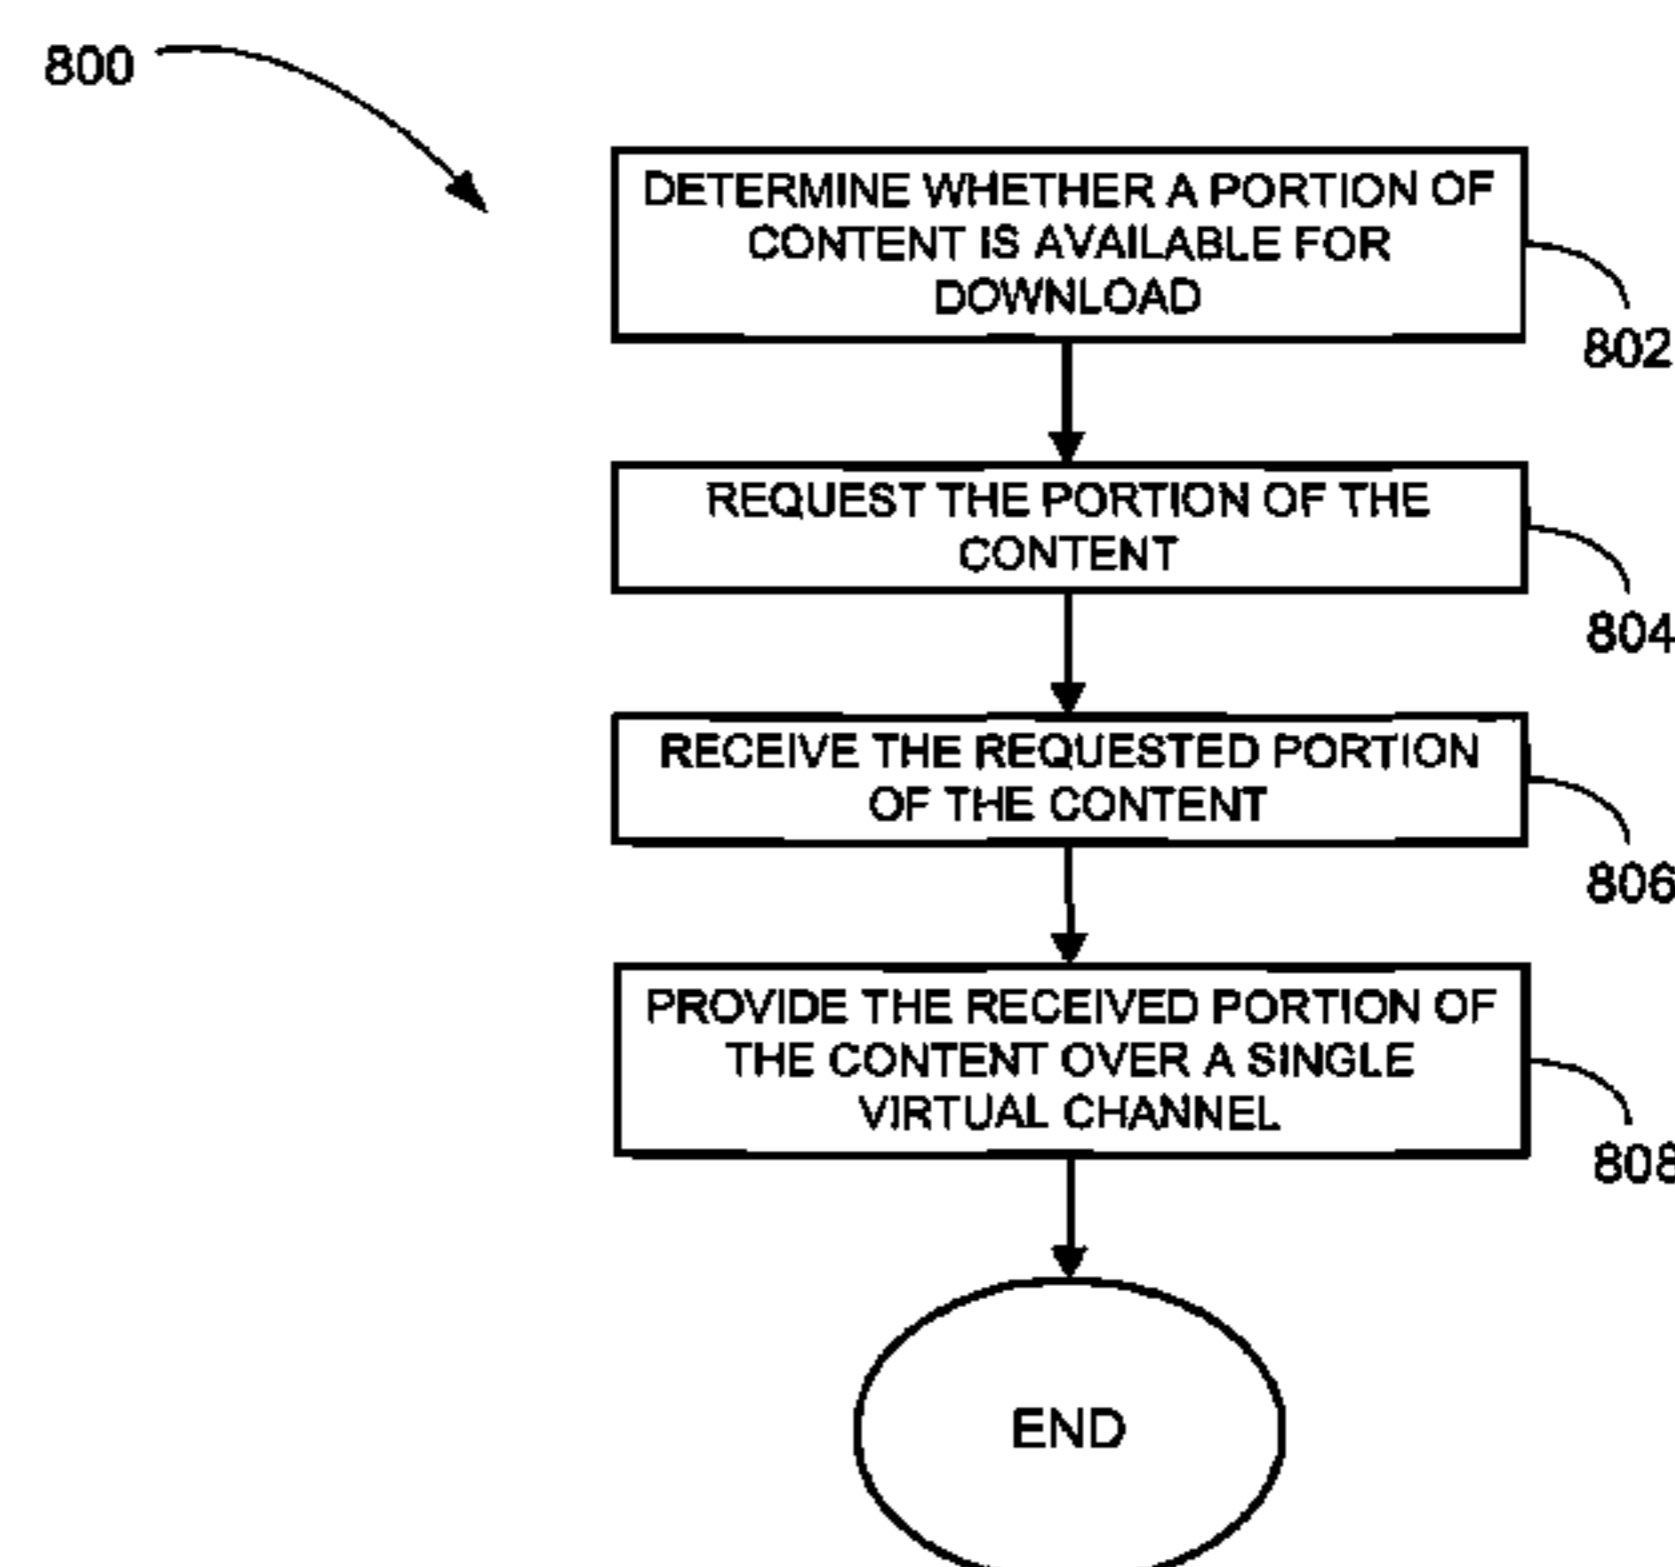 800
DETERMINE WHETHER A PORTION OF
CONTENT IS AVAILABLE FOR
DOWNLOAD
802
REQUEST THE PORTION OF THE
CONTENT
804
RECEIVE THE REQUESTED PORTION
OF THE CONTENT
806
PROVIDE THE RECEIVED PORTION OF
THE CONTENT OVER A SINGLE
VIRTUAL CHANNEL
808
END